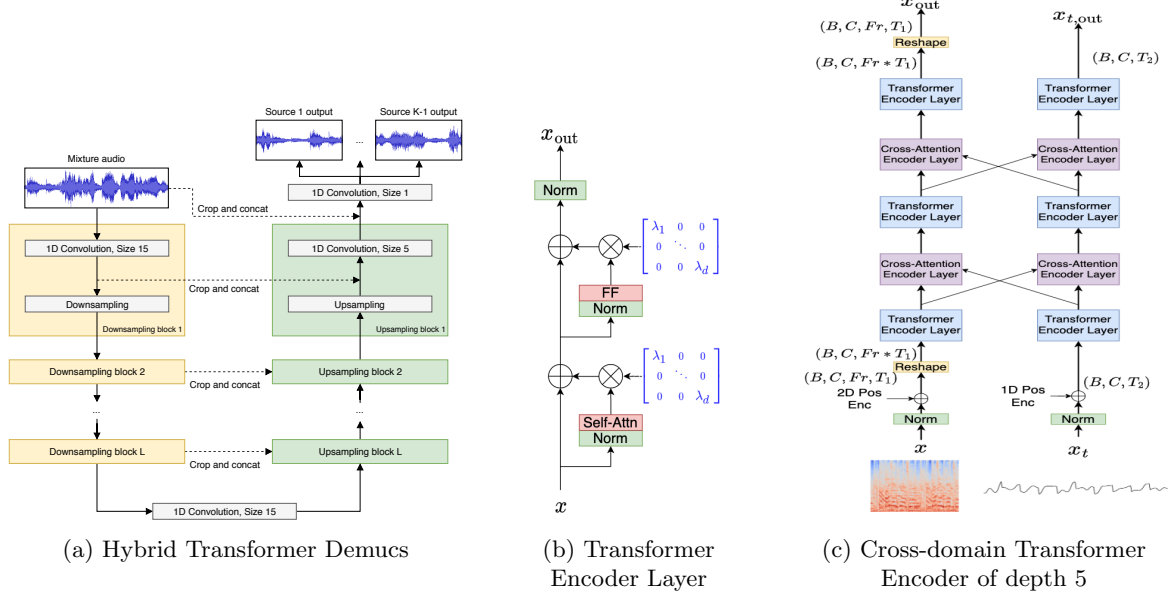 Source 1 output
Source K-1 output
...
Mixture audio
1D Convolution, Size 1
Crop and concat
1D Convolution, Size 15
1D Convolution, Size 5
Crop and concat
Downsampling
Upsampling
Downsampling block 1
Upsampling block 1
Downsampling block 2
Crop and concat
Upsampling block 2
...
...
Downsampling block L
Crop and concat
Upsampling block L
1D Convolution, Size 15
(a) Hybrid Transformer Demucs
x_out
Norm
λ_1 0 0
0 ⋱ 0
0 0 λ_d
FF
Norm
λ_1 0 0
0 ⋱ 0
0 0 λ_d
Self-Attn
Norm
x
(b) Transformer
Encoder Layer
x_out
x_{t,out}
(B, C, Fr, T_1)
Reshape
(B, C, Fr * T_1)
(B, C, T_2)
Transformer
Encoder Layer
Transformer
Encoder Layer
Cross-Attention
Encoder Layer
Cross-Attention
Encoder Layer
Transformer
Encoder Layer
Transformer
Encoder Layer
Cross-Attention
Encoder Layer
Cross-Attention
Encoder Layer
Transformer
Encoder Layer
Transformer
Encoder Layer
(B, C, Fr * T_1)
Reshape
(B, C, Fr, T_1)
(B, C, T_2)
2D Pos
Enc
1D Pos
Enc
Norm
Norm
x
x_t
(c) Cross-domain Transformer
Encoder of depth 5